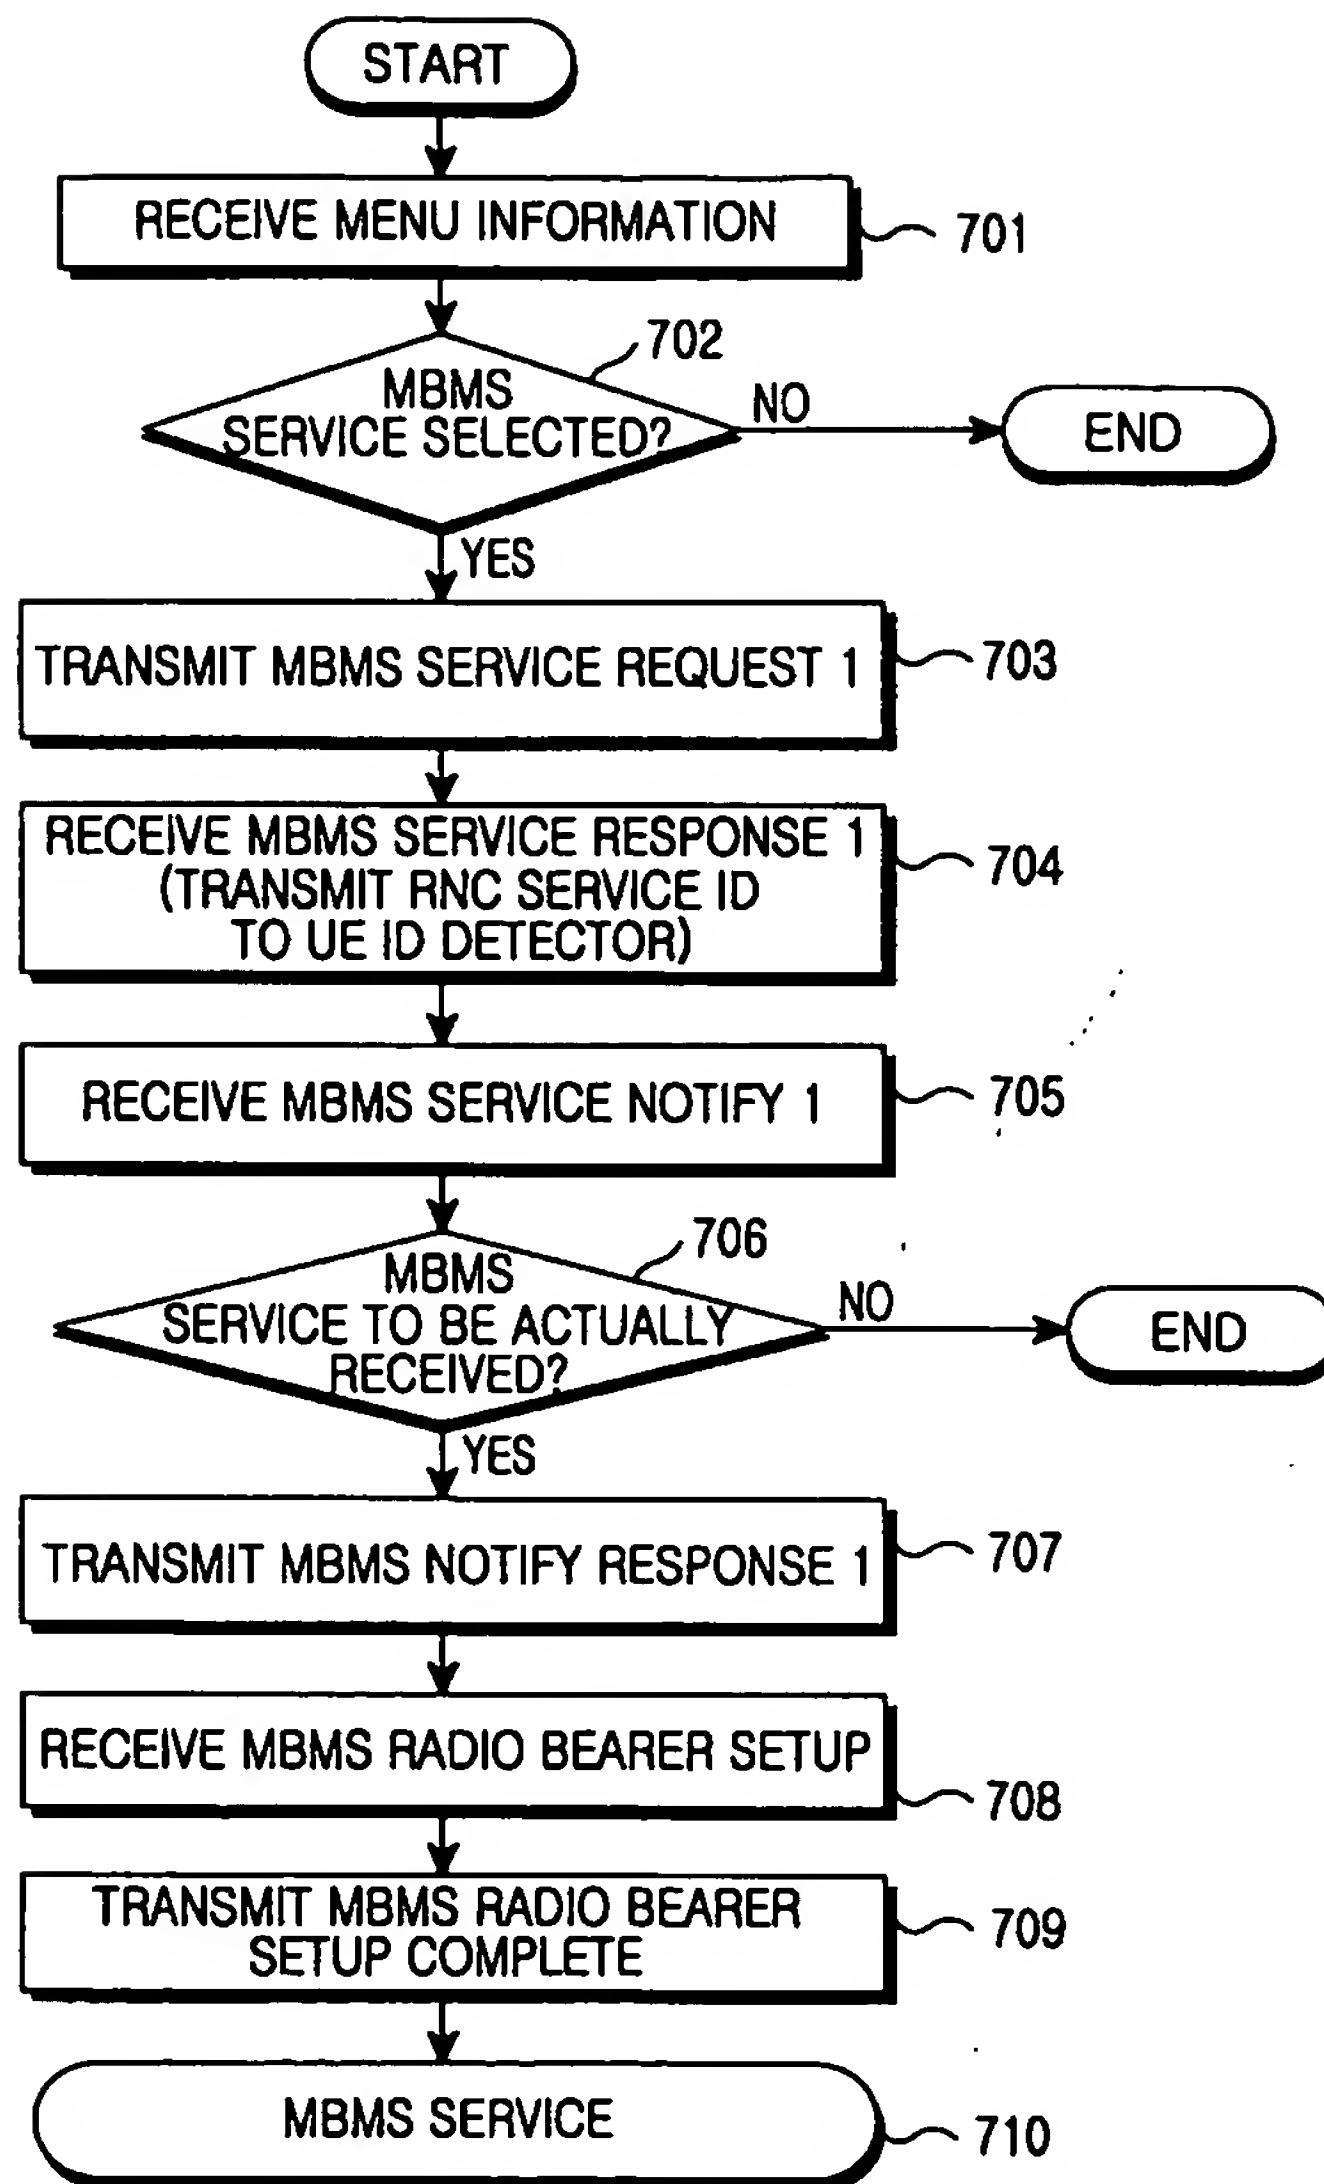 START
RECEIVE MENU INFORMATION
701
702
MBMS
SERVICE SELECTED?
NO
END
YES
TRANSMIT MBMS SERVICE REQUEST 1
703
RECEIVE MBMS SERVICE RESPONSE 1
(TRANSMIT RNC SERVICE ID
TO UE ID DETECTOR)
704
RECEIVE MBMS SERVICE NOTIFY 1
705
706
MBMS
SERVICE TO BE ACTUALLY
RECEIVED?
NO
END
YES
TRANSMIT MBMS NOTIFY RESPONSE 1
707
RECEIVE MBMS RADIO BEARER SETUP
708
TRANSMIT MBMS RADIO BEARER
SETUP COMPLETE
709
MBMS SERVICE
710